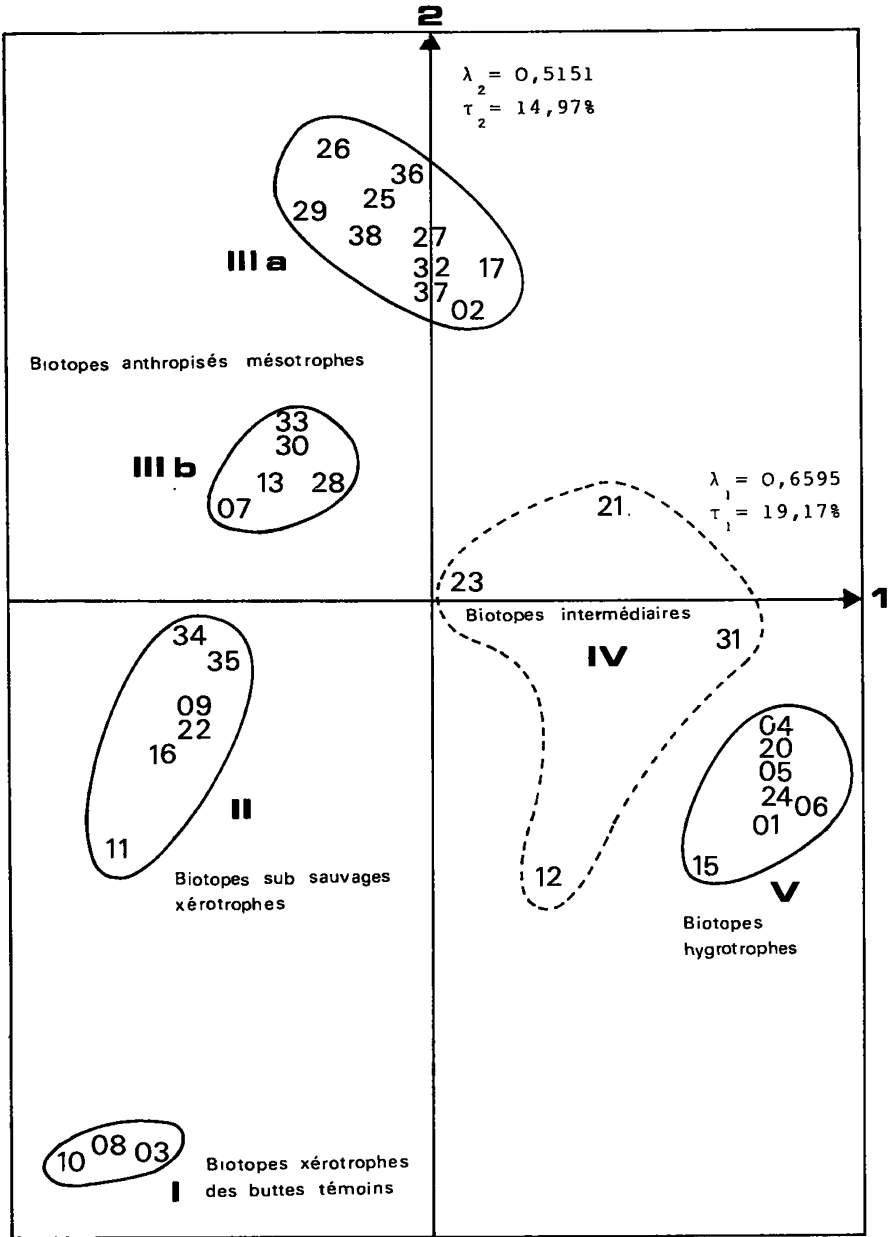 2
λ2 = 0,5151
τ2 = 14,97%
26
36
25
29
38
27
IIIa
32
17
37
02
Biotopes anthropisés mésotrophes
33
30
IIIb
13
28
07
λ1 = 0,6595
τ1 = 19,17%
21
23
1
Biotopes intermédiaires
31
IV
34
35
09
22
16
II
11
Biotopes sub sauvages
xérotrophes
04
20
05
24
06
01
15
12
V
Biotopes
hygrotrophes
10
08
03
I
Biotopes xérotrophes
des buttes témoins